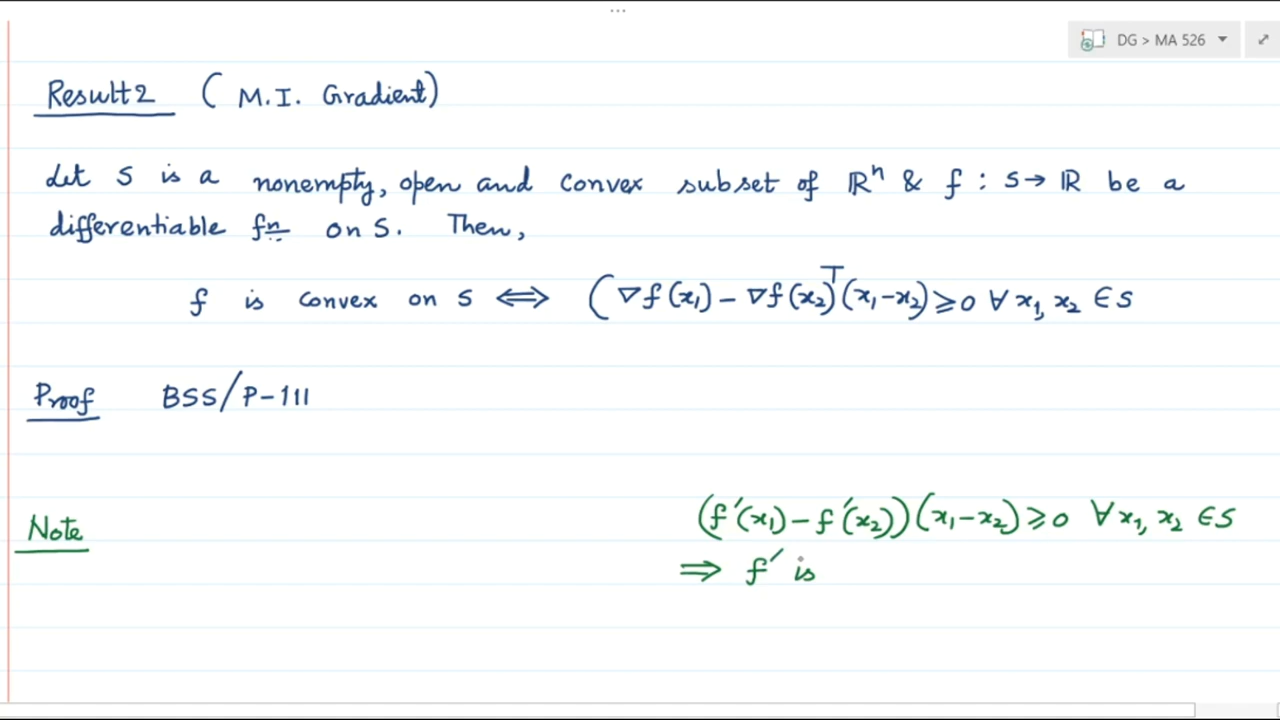 ...
DG > MA 526
Result 2 ( M.I. Gradient)
Let S is a nonempty, open and convex subset of ℝⁿ & f : S → ℝ be a
differentiable fn on S. Then,
f is convex on S ⟺ (∇f(x₁) – ∇f(x₂)ᵀ(x₁–x₂) ⩾ 0 ∀ x₁, x₂ ∈ S
Proof BSS/P-111
(f′(x₁) – f′(x₂))(x₁–x₂) ⩾ 0 ∀ x₁, x₂ ∈ S
Note
⟹ f′ is